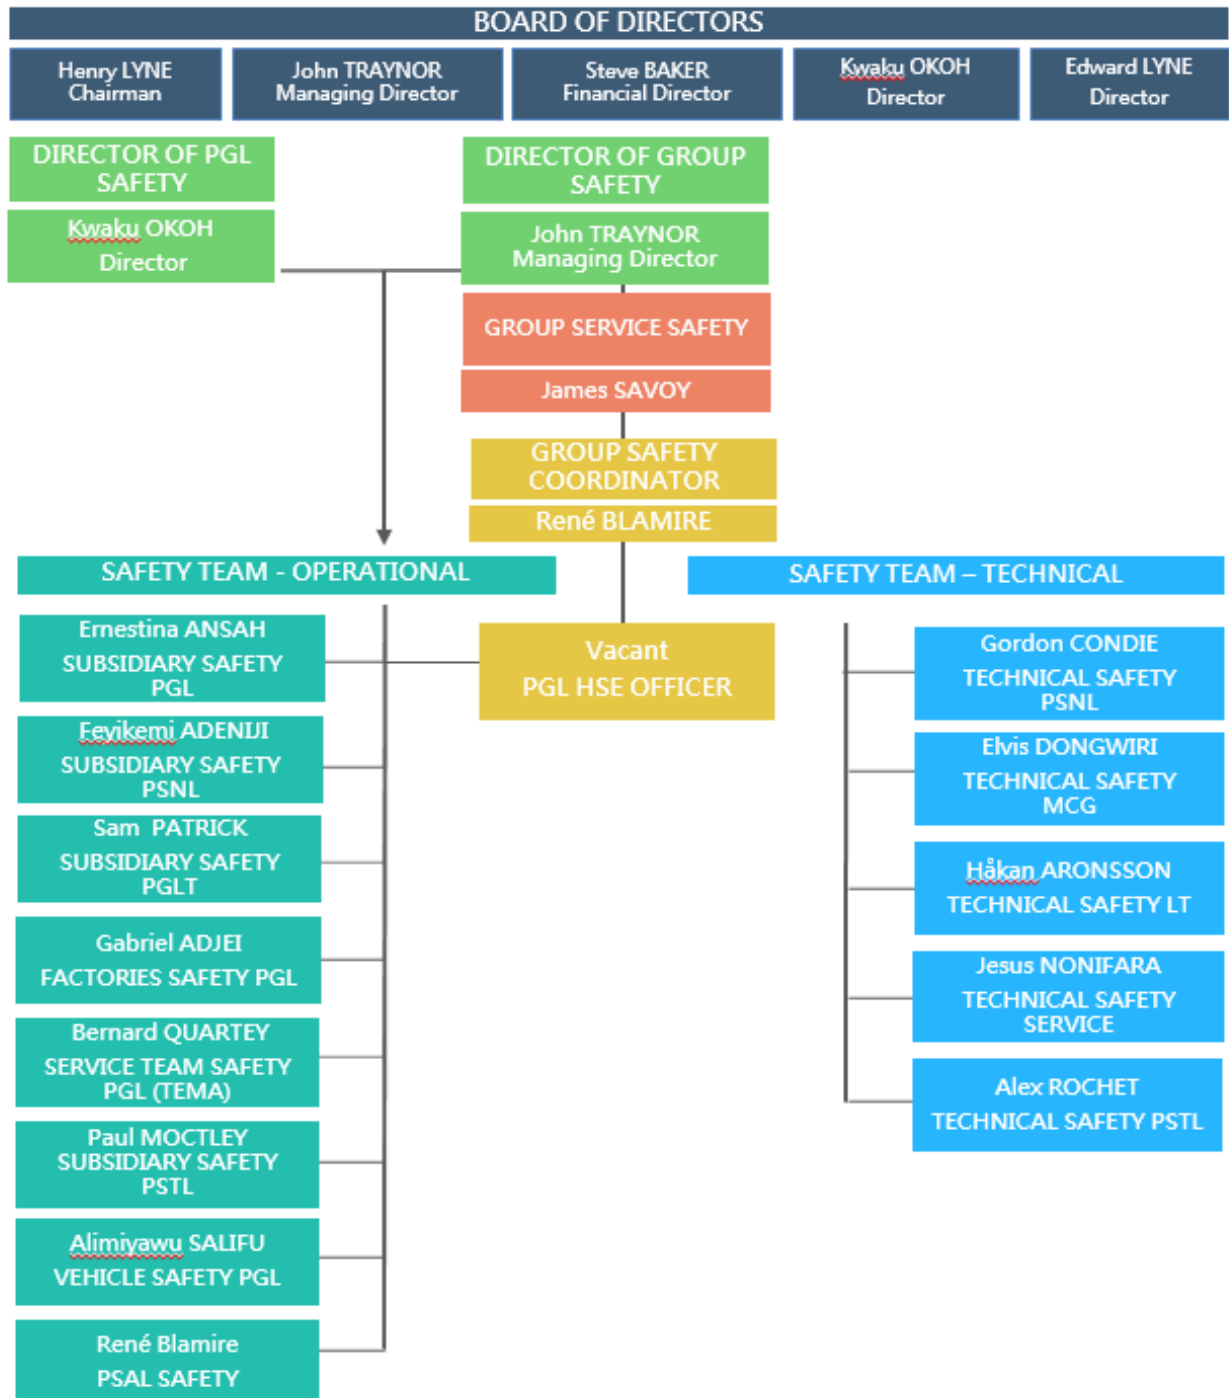 BOARD OF DIRECTORS
Henry LYNE
Chairman
John TRAYNOR
Managing Director
Steve BAKER
Financial Director
Kwaku OKOH
Director
Edward LYNE
Director
DIRECTOR OF PGL
SAFETY
Kwaku OKOH
Director
DIRECTOR OF GROUP
SAFETY
John TRAYNOR
Managing Director
GROUP SERVICE SAFETY
James SAVOY
GROUP SAFETY
COORDINATOR
René BLAMIRE
SAFETY TEAM - OPERATIONAL
SAFETY TEAM – TECHNICAL
Ernestina ANSAH
SUBSIDIARY SAFETY
PGL
Feyikemi ADENIJI
SUBSIDIARY SAFETY
PSNL
Sam PATRICK
SUBSIDIARY SAFETY
PGLT
Gabriel ADJEI
FACTORIES SAFETY PGL
Bernard QUARTEY
SERVICE TEAM SAFETY
PGL (TEMA)
Paul MOCTLEY
SUBSIDIARY SAFETY
PSTL
Alimiyawu SALIFU
VEHICLE SAFETY PGL
René Blamire
PSAL SAFETY
Vacant
PGL HSE OFFICER
Gordon CONDIE
TECHNICAL SAFETY
PSNL
Elvis DONGWIRI
TECHNICAL SAFETY
MCG
Håkan ARONSSON
TECHNICAL SAFETY LT
Jesus NONIFARA
TECHNICAL SAFETY
SERVICE
Alex ROCHET
TECHNICAL SAFETY PSTL